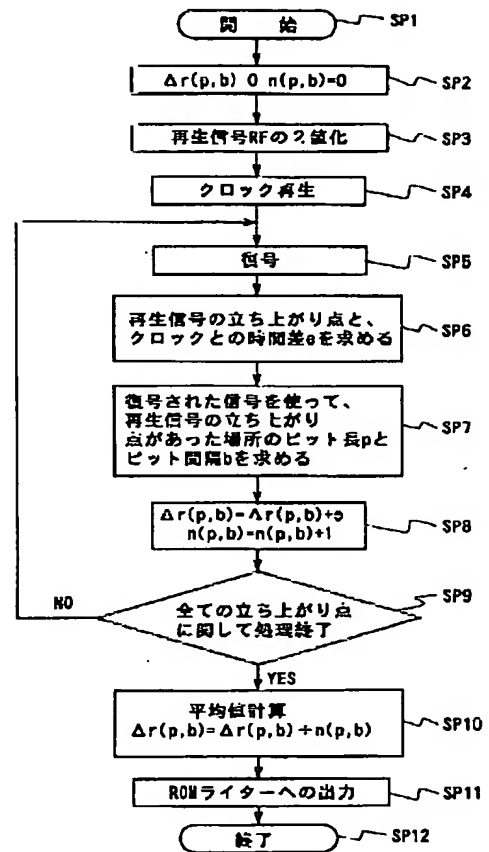 開 始
SP1
Δr(p,b) 0 n(p,b)=0
SP2
再生信号RFの2値化
SP3
クロック再生
SP4
復号
SP5
再生信号の立ち上がり点と、
クロックとの時間差eを求める
SP6
復号された信号を使って、
再生信号の立ち上がり
点があった場所のピット長pと
ピット間隔bを求める
SP7
Δr(p,b)=Δr(p,b)+e
n(p,b)=n(p,b)+1
SP8
NO
全ての立ち上がり点
に関して処理終了
SP9
YES
平均値計算
Δr(p,b)=Δr(p,b)÷n(p,b)
SP10
ROMライターへの出力
SP11
終了
SP12